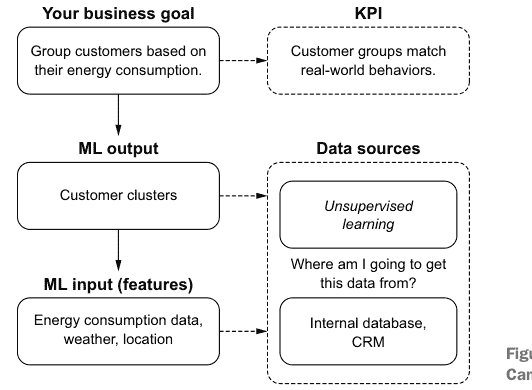 Your business goal
KPI
Group customers based on
their energy consumption.
Customer groups match
real-world behaviors.
ML output
Data sources
Customer clusters
Unsupervised
learning
Where am I going to get
this data from?
ML input (features)
Energy consumption data,
weather, location
Internal database,
CRM